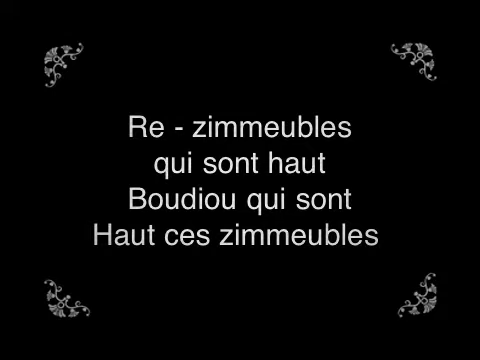 Re - zimmeubles
qui sont haut
Boudiou qui sont
Haut ces zimmeubles